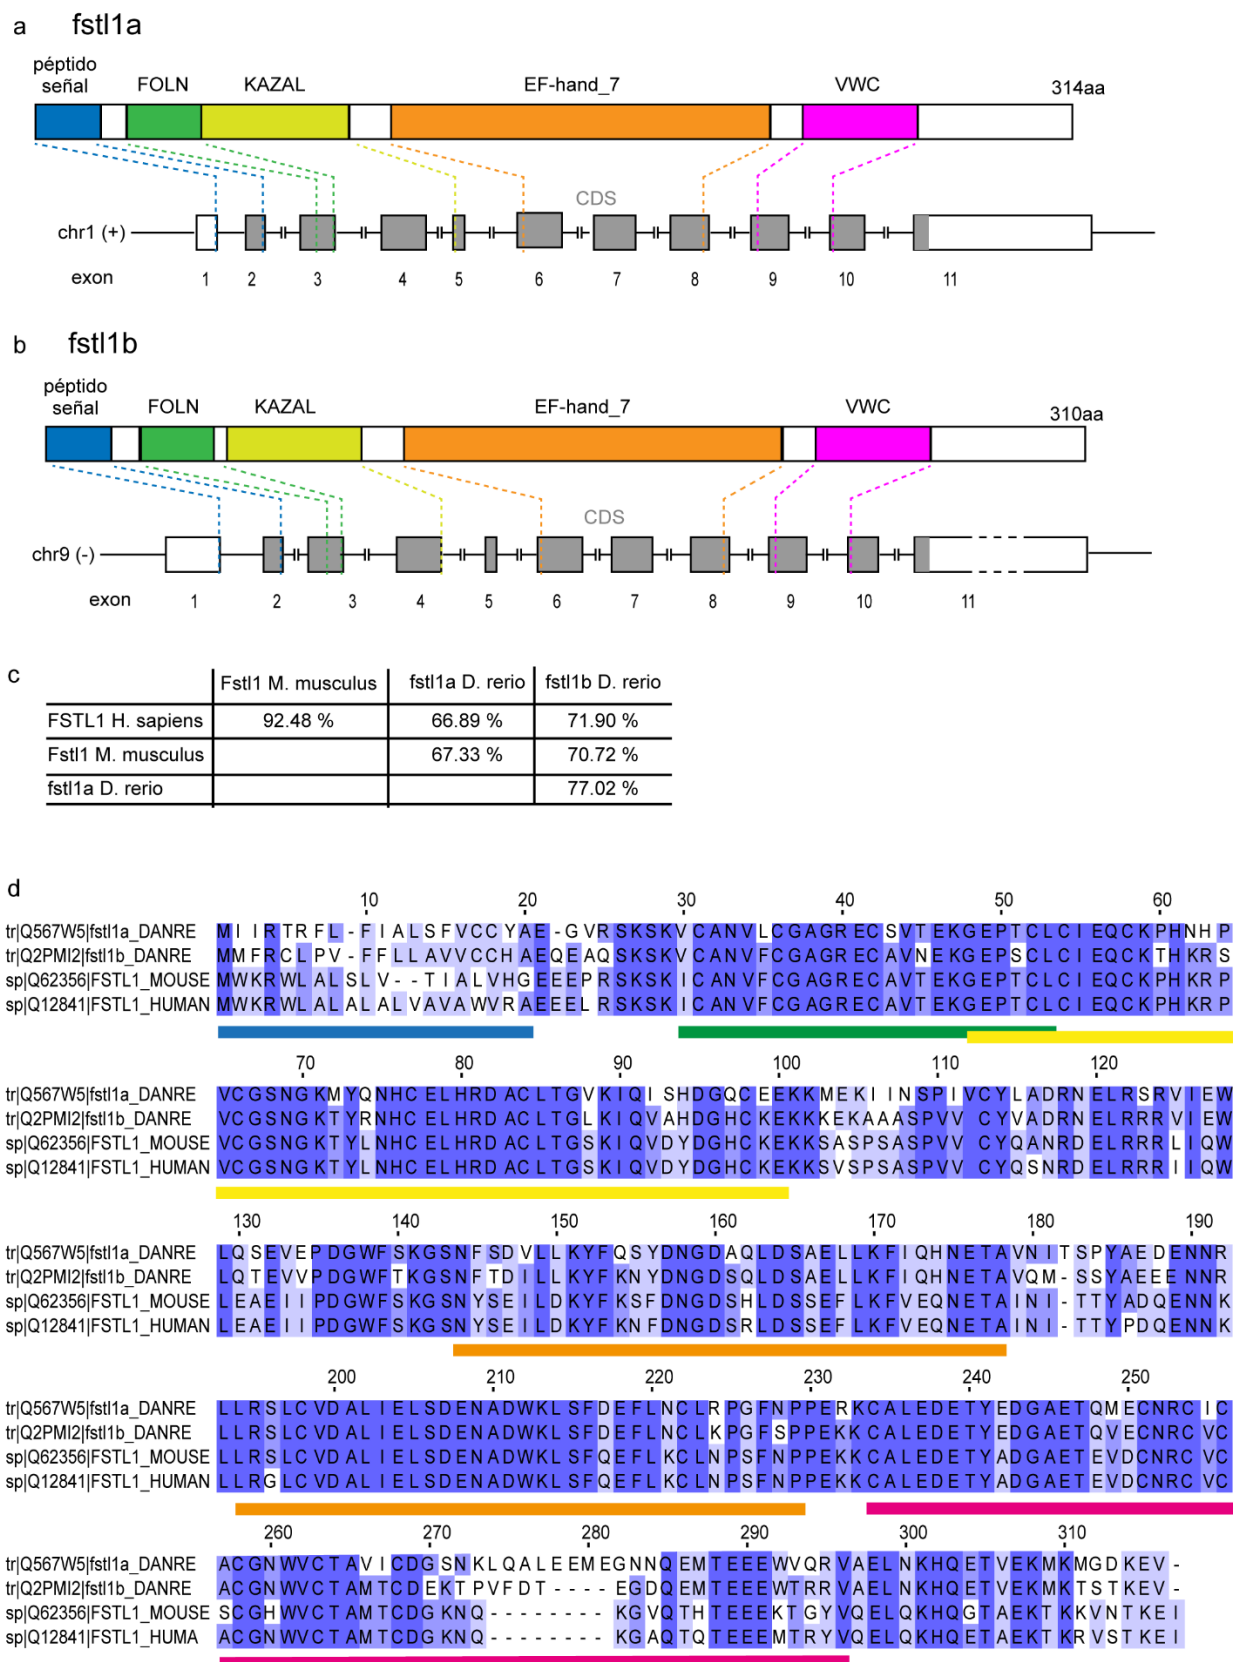 a fstl1a
péptido
señal FOLN KAZAL EF-hand_7 VWC 314aa
CDS
chr1 (+)
exon 1 2 3 4 5 6 7 8 9 10 11
b fstl1b
péptido
señal FOLN KAZAL EF-hand_7 VWC 310aa
CDS
chr9 (-)
exon 1 2 3 4 5 6 7 8 9 10 11
c
Fstl1 M. musculus fstl1a D. rerio fstl1b D. rerio
FSTL1 H. sapiens 92.48 % 66.89 % 71.90 %
Fstl1 M. musculus 67.33 % 70.72 %
fstl1a D. rerio 77.02 %
d
10 20 30 40 50 60
tr|Q567W5|fstl1a_DANRE MIIRTRFL-FIALSFVCCYAE-GVRSKSKVCANVLCGAGRECSVTEKGEPTCLCIEQCKPHNHP
tr|Q2PMI2|fstl1b_DANRE MMFRCLPV-FFLLAVVCCHAEQEAQSKSKVCANVFCGAGRECAVNEKGEPSCLCIEQCKTHKRS
sp|Q62356|FSTL1_MOUSE MWKRWLALSLV--TIALVHGEEEPRSKSKICANVFCGAGRECAVTEKGEPTCLCIEQCKPHKRP
sp|Q12841|FSTL1_HUMAN MWKRWLALALALVAVAWVRAEEELRSKSKICANVFCGAGRECAVTEKGEPTCLCIEQCKPHKRP
70 80 90 100 110 120
tr|Q567W5|fstl1a_DANRE VCGSNGKMYQNHCELHRDACLTGVKIQISHDGQCEEKKMEKIINSPIVCYLADRNELRSRVIEW
tr|Q2PMI2|fstl1b_DANRE VCGSNGKTYRNHCELHRDACLTGLKIQVAHDGHCKEKKKEKAAASPVVCYVADRNELRRRVIEW
sp|Q62356|FSTL1_MOUSE VCGSNGKTYLNHCELHRDACLTGSKIQVDYDGHCKEKKSASPSASPVVCYQANRDELRRRLIQW
sp|Q12841|FSTL1_HUMAN VCGSNGKTYLNHCELHRDACLTGSKIQVDYDGHCKEKKSVSPSASPVVCYQSNRDELRRRIIQW
130 140 150 160 170 180 190
tr|Q567W5|fstl1a_DANRE LQSEVEPDGWFSKGSNFSDVLLKYFQSYDNGDAQLDSAELLKFIQHNETAVNITSPYAEDENNR
tr|Q2PMI2|fstl1b_DANRE LQTEVVPDGWFTKGSNFTDILLKYFKNYDNGDSQLDSAELLKFIQHNETAVQM-SSYAEEENNR
sp|Q62356|FSTL1_MOUSE LEAEIIPDGWFSKGSNYSEILDKYFKSFDNGDSHLDSSEFLKFVEQNETAINI-TTYADQENNK
sp|Q12841|FSTL1_HUMAN LEAEIIPDGWFSKGSNYSEILDKYFKNFDNGDSRLDSSEFLKFVEQNETAINI-TTYPDQENNK
200 210 220 230 240 250
tr|Q567W5|fstl1a_DANRE LLRSLCVDALIELSDENADWKLSFDEFLNCLRPGFNPPERKCALEDETYEDGAETQMECNRCIC
tr|Q2PMI2|fstl1b_DANRE LLRSLCVDALIELSDENADWKLSFDEFLNCLKPGFSPPEKKCALEDETYEDGAETQVECNRCVC
sp|Q62356|FSTL1_MOUSE LLRSLCVDALIELSDENADWKLSFQEFLKCLNPSFNPPEKKCALEDETYADGAETEVDCNRCVC
sp|Q12841|FSTL1_HUMAN LLRGLCVDALIELSDENADWKLSFQEFLKCLNPSFNPPEKKCALEDETYADGAETEVDCNRCVC
260 270 280 290 300 310
tr|Q567W5|fstl1a_DANRE ACGNWVCTAVICDGSNKLQALEEMEGNNQEMTEEEWVQRVAELNKHQETVEKMKMGDKEV-
tr|Q2PMI2|fstl1b_DANRE ACGNWVCTAMTCDEKTPVFDT----EGDQEMTEEEWTRRVAELNKHQETVEKMKTSTKEV-
sp|Q62356|FSTL1_MOUSE SCGHWVCTAMTCDGKNQ--------KGVQTHTEEEKTGYVQELQKHQGTAEKTKKVNTKEI
sp|Q12841|FSTL1_HUMA ACGNWVCTAMTCDGKNQ--------KGAQTQTEEEMTRYVQELQKHQETAEKTKRVSTKEI